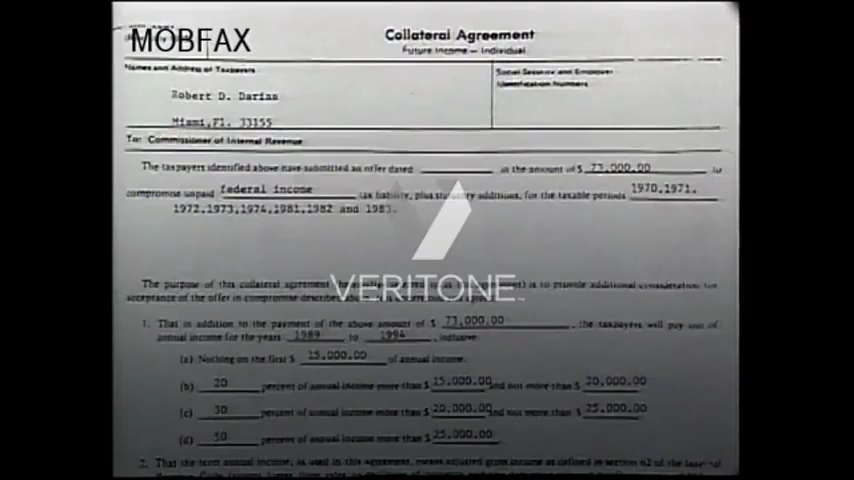 MOBFAX
Collateral Agreement
Future Income — Individual
Names and Address of Taxpayers
Social Security and Employer
Identification Numbers
Robert D. Darias
Miami,Fl. 33155
To: Commissioner of Internal Revenue
The taxpayers identified above have submitted an offer dated in the amount of $ 73,000.00 to
compromise unpaid federal income tax liability, plus statutory additions, for the taxable periods 1970,1971,
1972,1973,1974,1981,1982 and 1983.
VERITONE
The purpose of this collateral agreement is to provide additional consideration for
acceptance of the offer in compromise
1. That in addition to the payment of the above amount of $ 73,000.00 , the taxpayers will pay out of
annual income for the years 1989 to 1994 , inclusive
(a) Nothing on the first $ 15,000.00 of annual income.
(b) 20 percent of annual income more than $ 15,000.00 and not more than $ 20,000.00
(c) 30 percent of annual income more than $ 20,000.00 and not more than $ 25,000.00
(d) 50 percent of annual income more than $ 25,000.00
2. That the term annual income, as used in this agreement, means adjusted gross income as defined in section 62 of the Internal